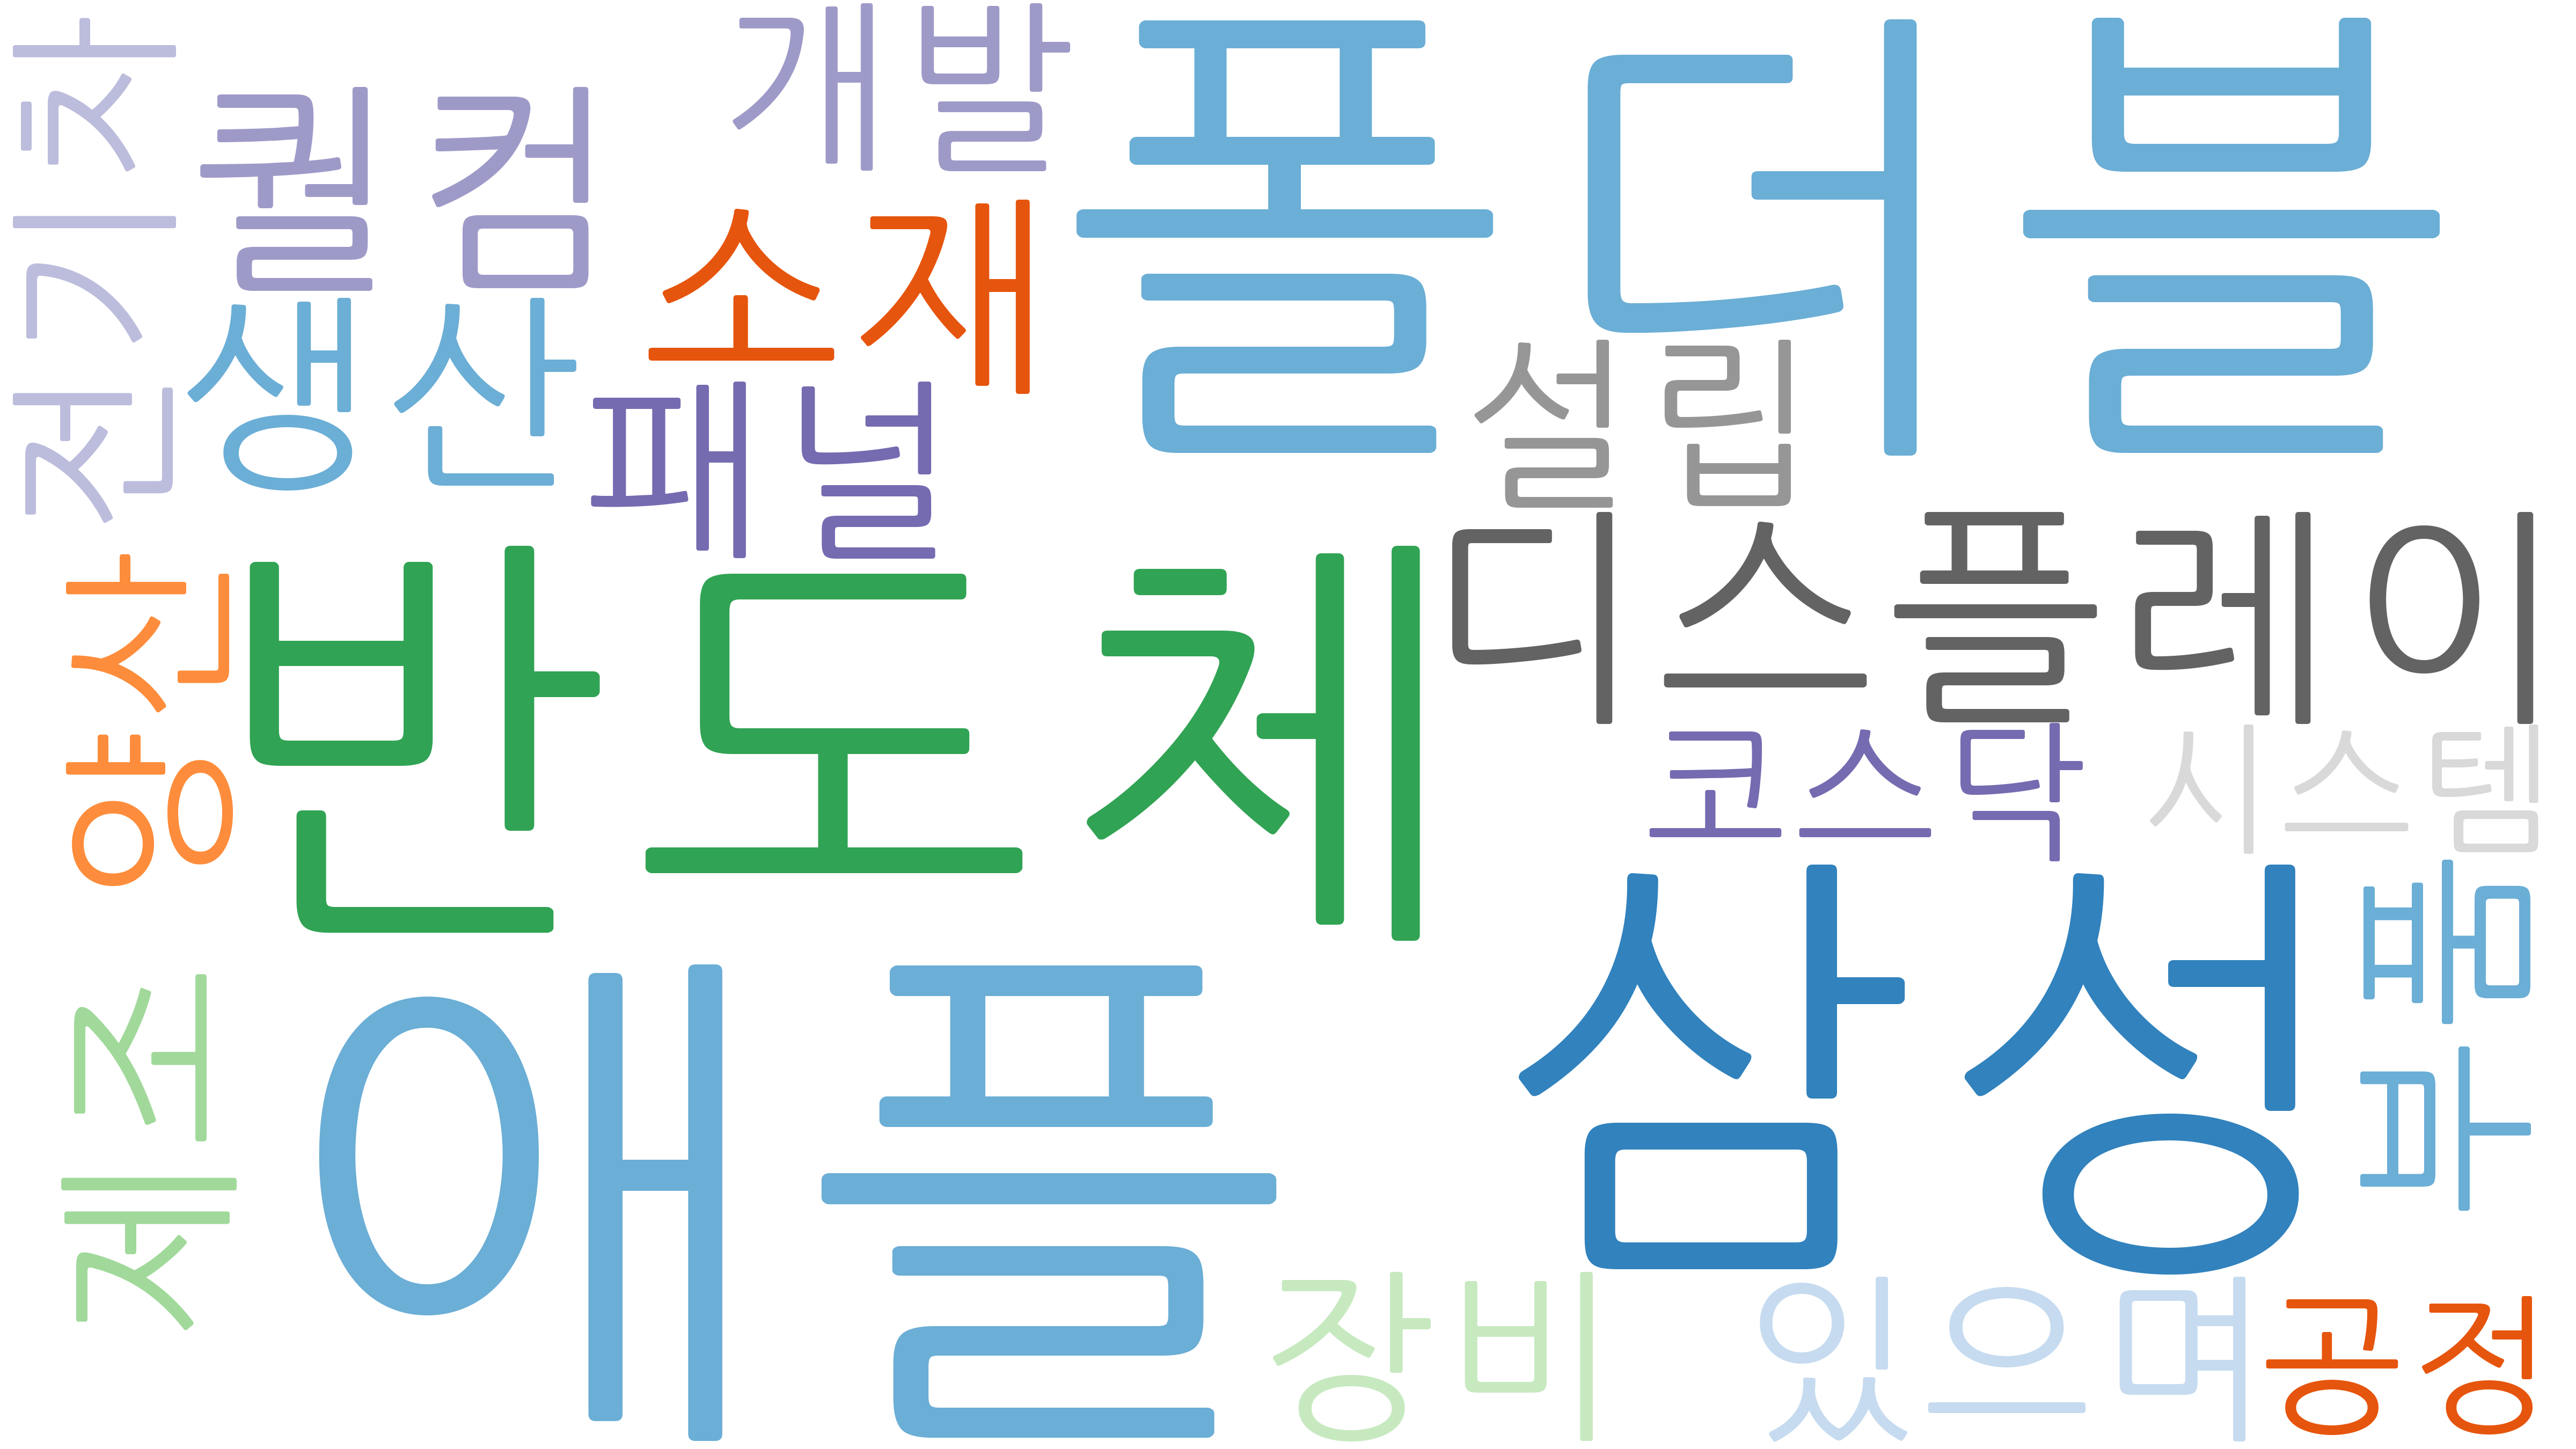 전기차
퀄컴
개발
폴더블
소재
생산
패널
설립
디스플레이
양산
반도체
코스닥
시스템
삼성
부품
제조
애플
장비
있으며
공정